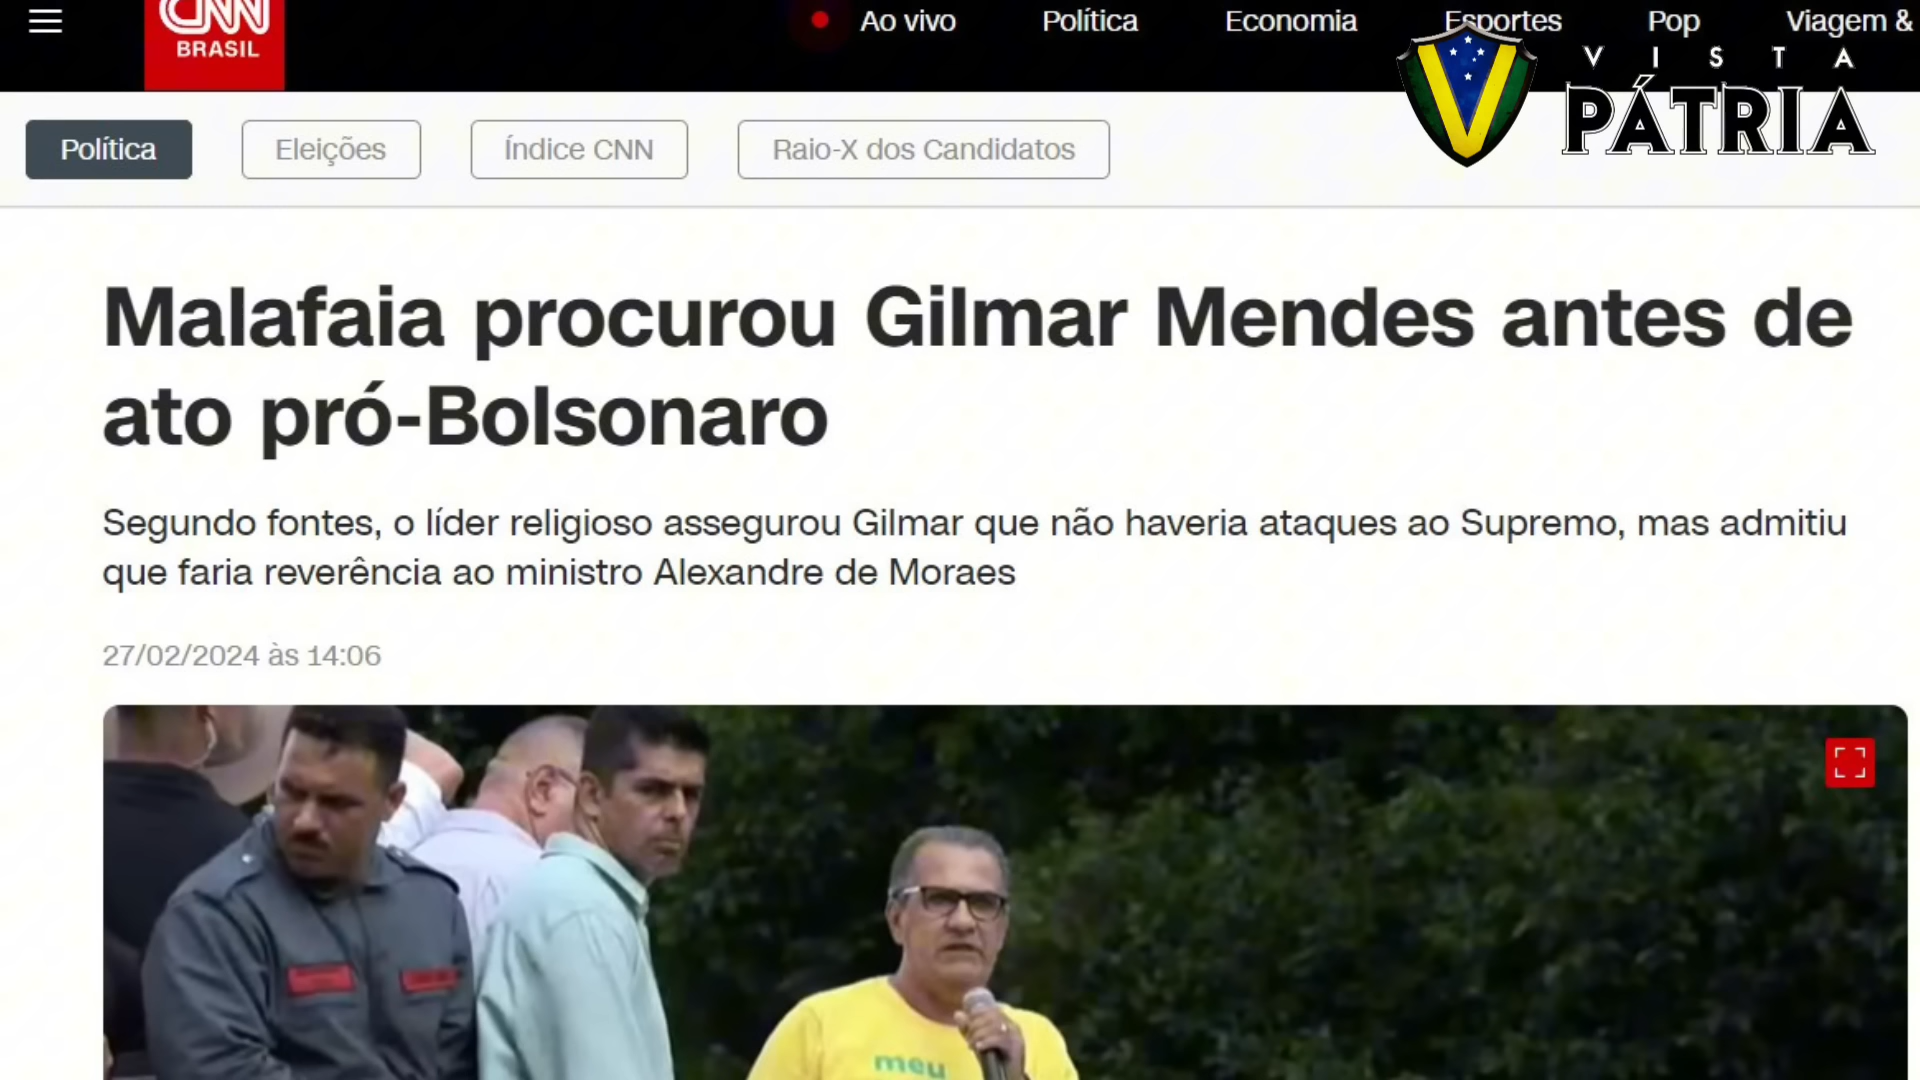 CNN
BRASIL
Ao vivo
Política
Economia
Esportes
Pop
Viagem &
VISTA
PÁTRIA
Política
Eleições
Índice CNN
Raio-X dos Candidatos
Malafaia procurou Gilmar Mendes antes de
ato pró-Bolsonaro
Segundo fontes, o líder religioso assegurou Gilmar que não haveria ataques ao Supremo, mas admitiu
que faria reverência ao ministro Alexandre de Moraes
27/02/2024 às 14:06
meu